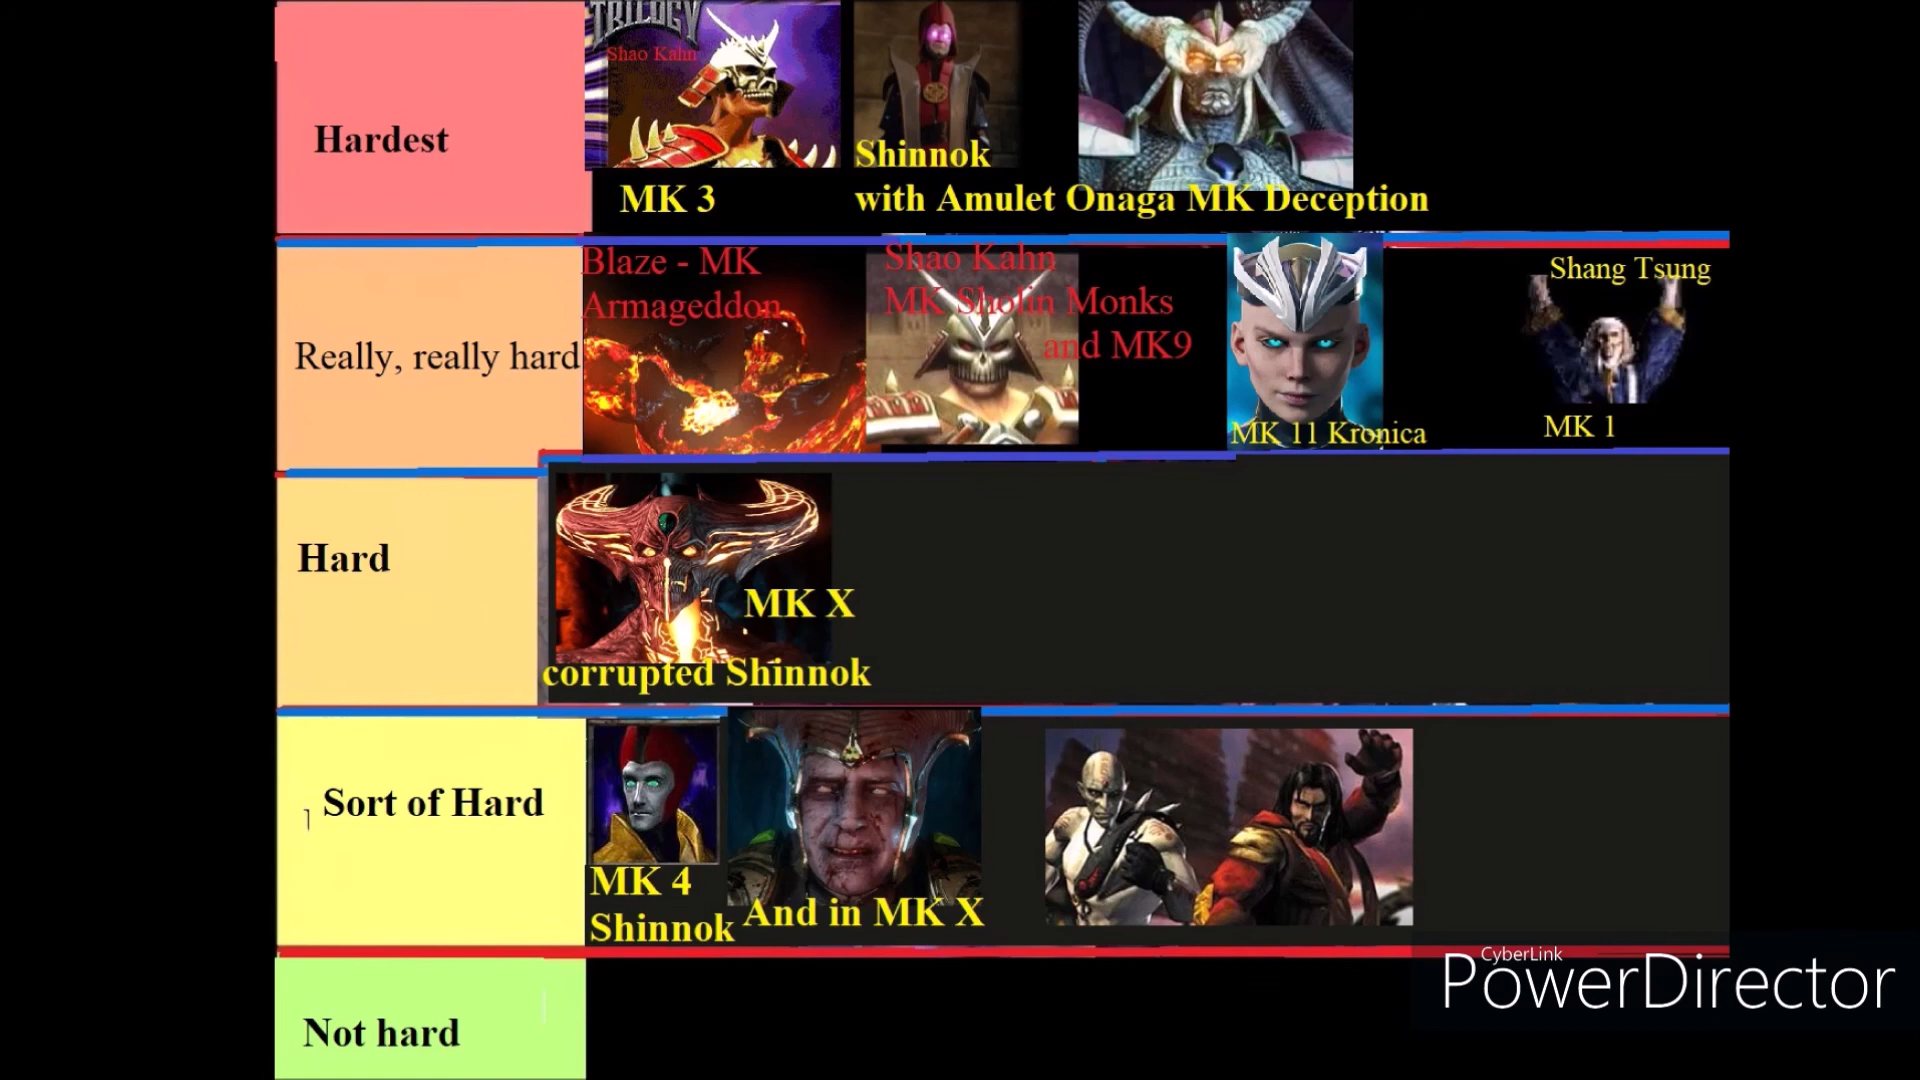 TRILOGY
Shao Kahn
Hardest
MK 3
Shinnok
with Amulet Onaga MK Deception
Blaze - MK
Armageddon
Shao Kahn
MK Sholin Monks
and MK9
Shang Tsung
Really, really hard
MK 11 Kronica
MK 1
Hard
MK X
corrupted Shinnok
Sort of Hard
MK 4
Shinnok
And in MK X
Not hard
CyberLink
PowerDirector